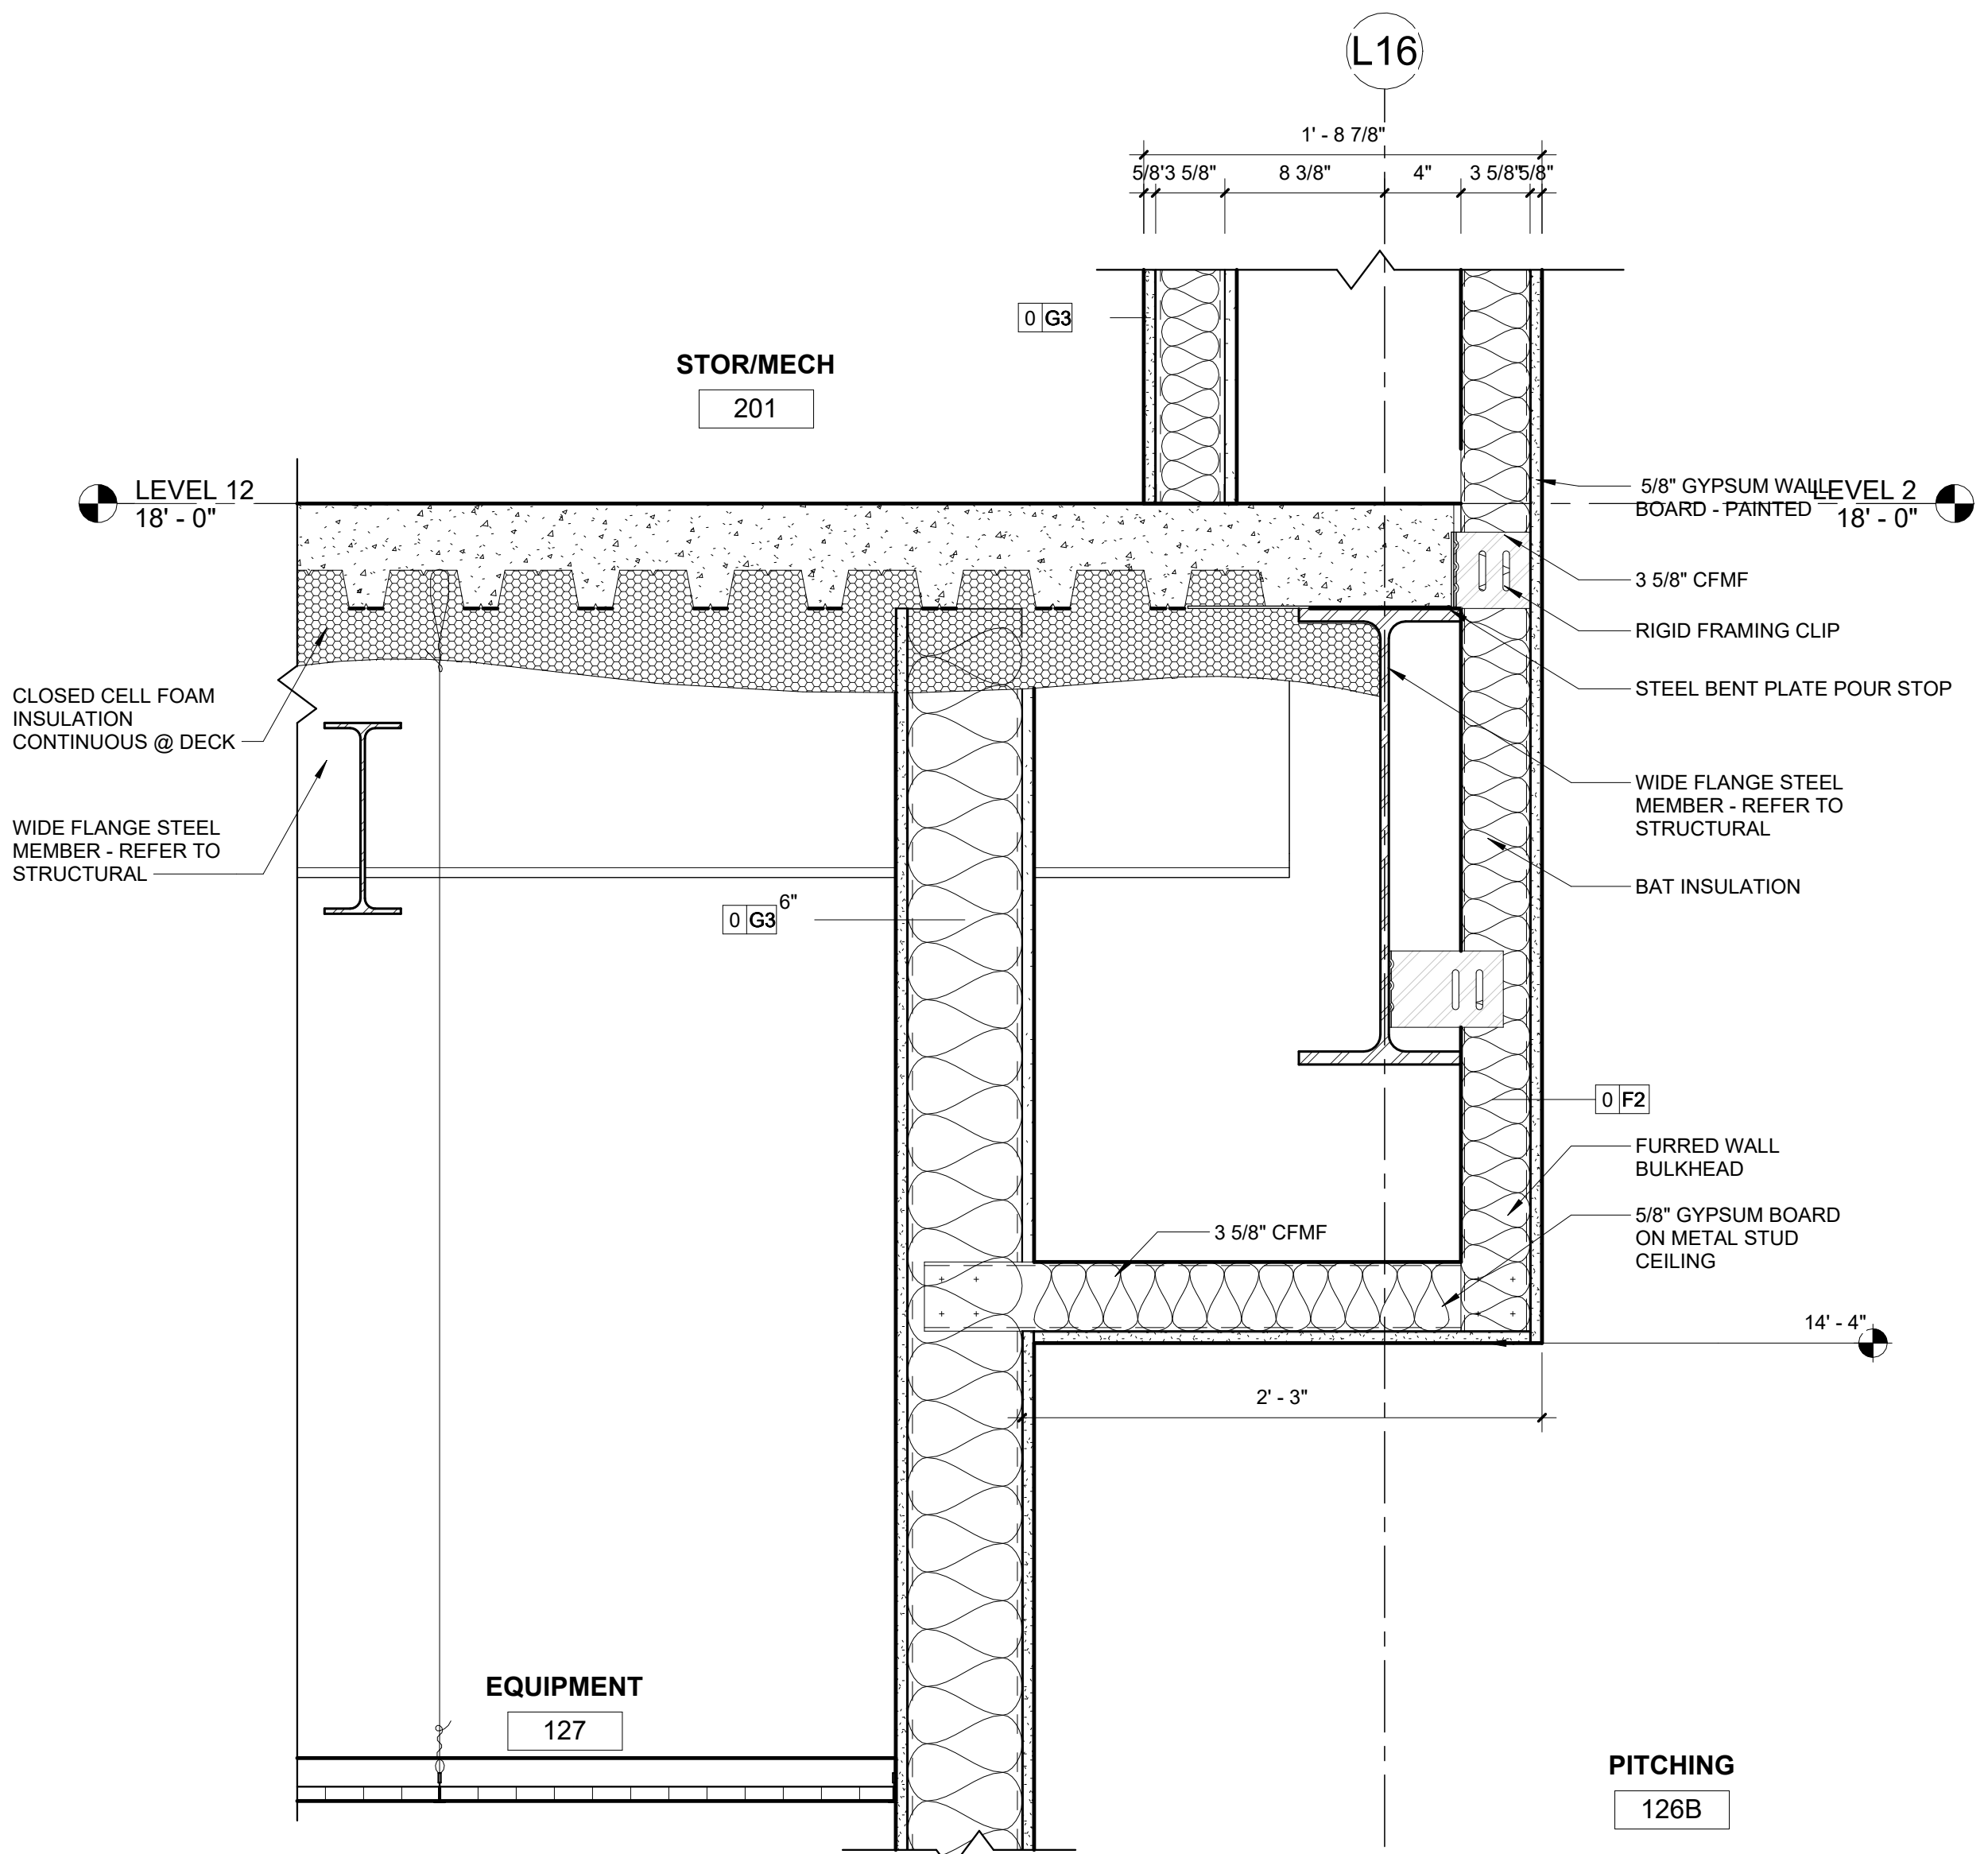 L16
1' - 8 7/8"
5/8"
3 5/8"
8 3/8"
4"
3 5/8"
5/8"
0 G3
STOR/MECH
201
LEVEL 12
18' - 0"
5/8" GYPSUM WALL
BOARD - PAINTED
LEVEL 2
18' - 0"
3 5/8" CFMF
RIGID FRAMING CLIP
STEEL BENT PLATE POUR STOP
CLOSED CELL FOAM
INSULATION
CONTINUOUS @ DECK
WIDE FLANGE STEEL
MEMBER - REFER TO
STRUCTURAL
WIDE FLANGE STEEL
MEMBER - REFER TO
STRUCTURAL
BAT INSULATION
0 G3 6"
0 F2
FURRED WALL
BULKHEAD
3 5/8" CFMF
5/8" GYPSUM BOARD
ON METAL STUD
CEILING
14' - 4"
2' - 3"
EQUIPMENT
127
PITCHING
126B